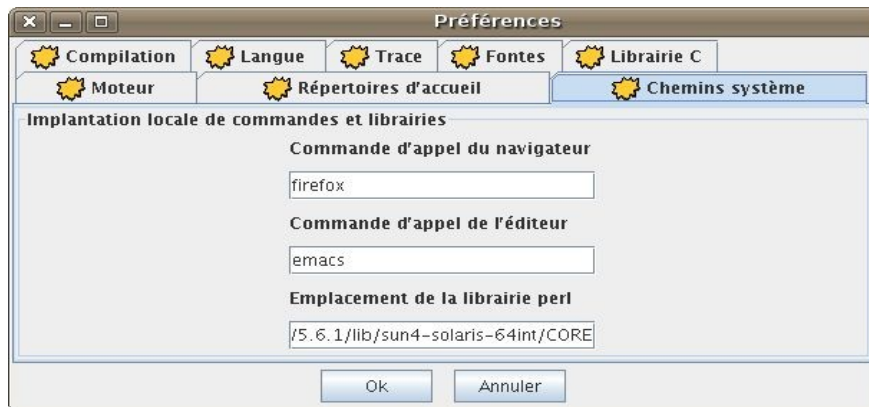 Préférences
Compilation Langue Trace Fontes Librairie C
Moteur Répertoires d'accueil Chemins système
Implantation locale de commandes et librairies
Commande d'appel du navigateur
firefox
Commande d'appel de l'éditeur
emacs
Emplacement de la librairie perl
/5.6.1/lib/sun4-solaris-64int/CORE
Ok Annuler